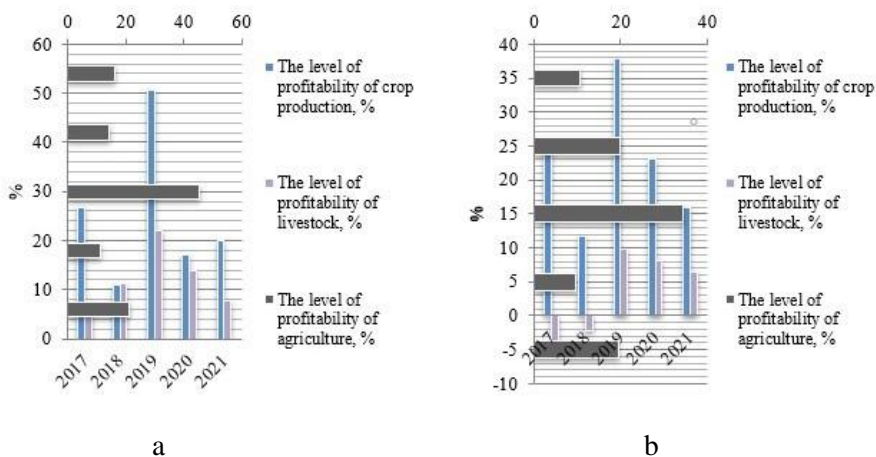 0 20 40 60
60
50
40
30
20
10
0
%
2017 2018 2019 2020 2021
The level of
profitability of crop
production, %
The level of
profitability of
livestock, %
The level of
profitability of
agriculture, %
a
0 20 40
40
35
30
25
20
15
10
5
0
-5
-10
%
2017 2018 2019 2020 2021
The level of
profitability of crop
production, %
The level of
profitability of
livestock, %
The level of
profitability of
agriculture, %
b